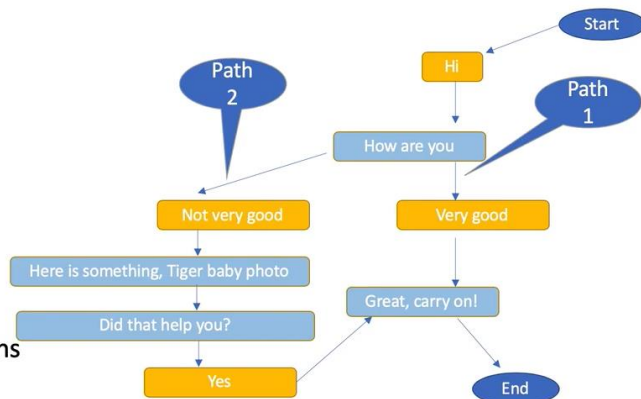 Start
Hi
Path
2
Path
1
How are you
Not very good
Very good
Here is something, Tiger baby photo
Great, carry on!
Did that help you?
Yes
End